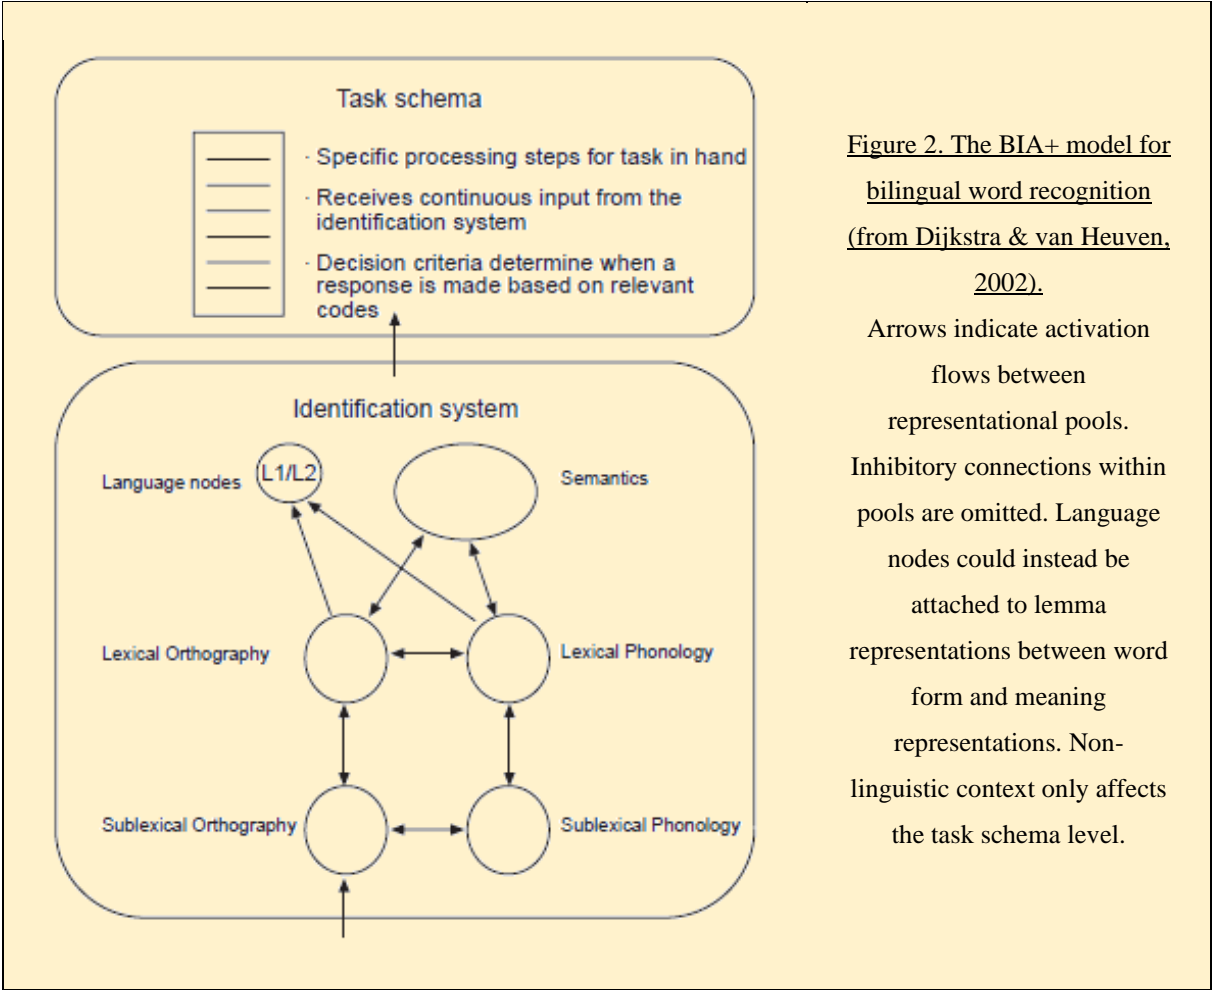 Task schema
· Specific processing steps for task in hand
· Receives continuous input from the
identification system
· Decision criteria determine when a
response is made based on relevant
codes
Identification system
Language nodes
L1/L2
Semantics
Lexical Orthography
Lexical Phonology
Sublexical Orthography
Sublexical Phonology
Figure 2. The BIA+ model for
bilingual word recognition
(from Dijkstra & van Heuven,
2002).
Arrows indicate activation
flows between
representational pools.
Inhibitory connections within
pools are omitted. Language
nodes could instead be
attached to lemma
representations between word
form and meaning
representations. Non-
linguistic context only affects
the task schema level.